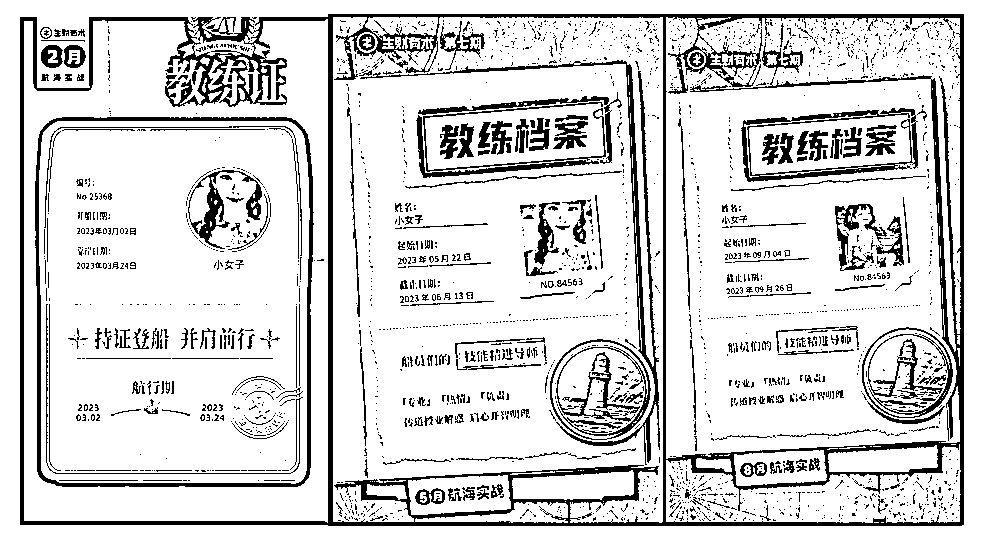 生财有术
2月
航海实战
教练证
编号:
No 25368
开船日期:
2023年03月02日
靠岸日期:
2023年03月24日
小女子
持证登船 并肩前行
航行期
2023
03.02
2023
03.24
生财有术 第七期
教练档案
姓名:
小女子
起始日期:
2023 年 05 月 22 日
截止日期:
2023 年 06 月 13 日
NO.84563
船员们的 技能精进导师
「专业」「热情」「负责」
传道授业解惑 启心开智明理
5月 航海实战
生财有术 第七期
教练档案
姓名:
小女子
起始日期:
2023 年 09 月 04 日
截止日期:
2023 年 09 月 26 日
No.84563
船员们的 技能精进导师
「专业」「热情」「负责」
传道授业解惑 启心开智明理
8月 航海实战